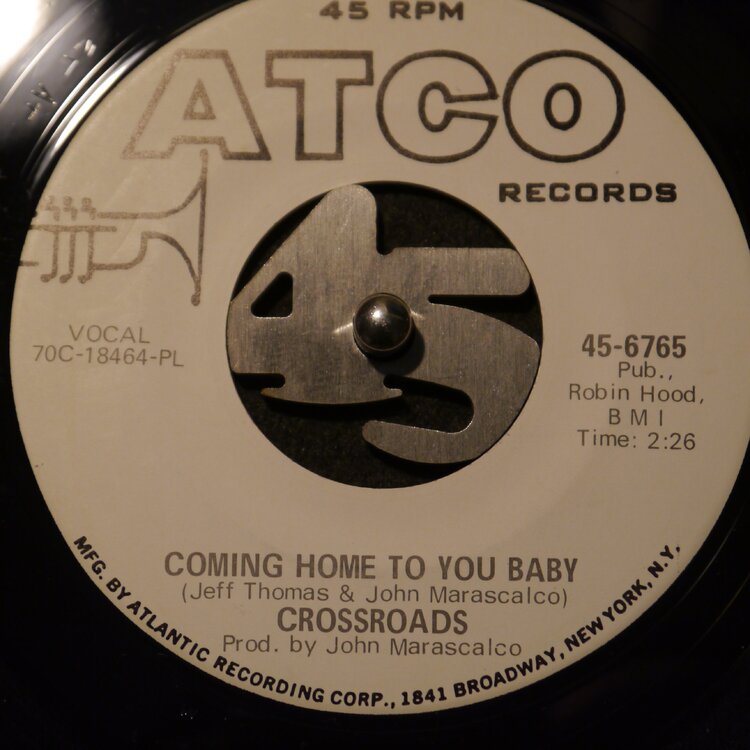 45 RPM
ATCO
RECORDS
45
VOCAL
70C-18464-PL
45-6765
Pub.,
Robin Hood,
B M I
Time: 2:26
COMING HOME TO YOU BABY
(Jeff Thomas & John Marascalco)
CROSSROADS
Prod. by John Marascalco
MFG. BY ATLANTIC RECORDING CORP., 1841 BROADWAY, NEW YORK, N.Y.